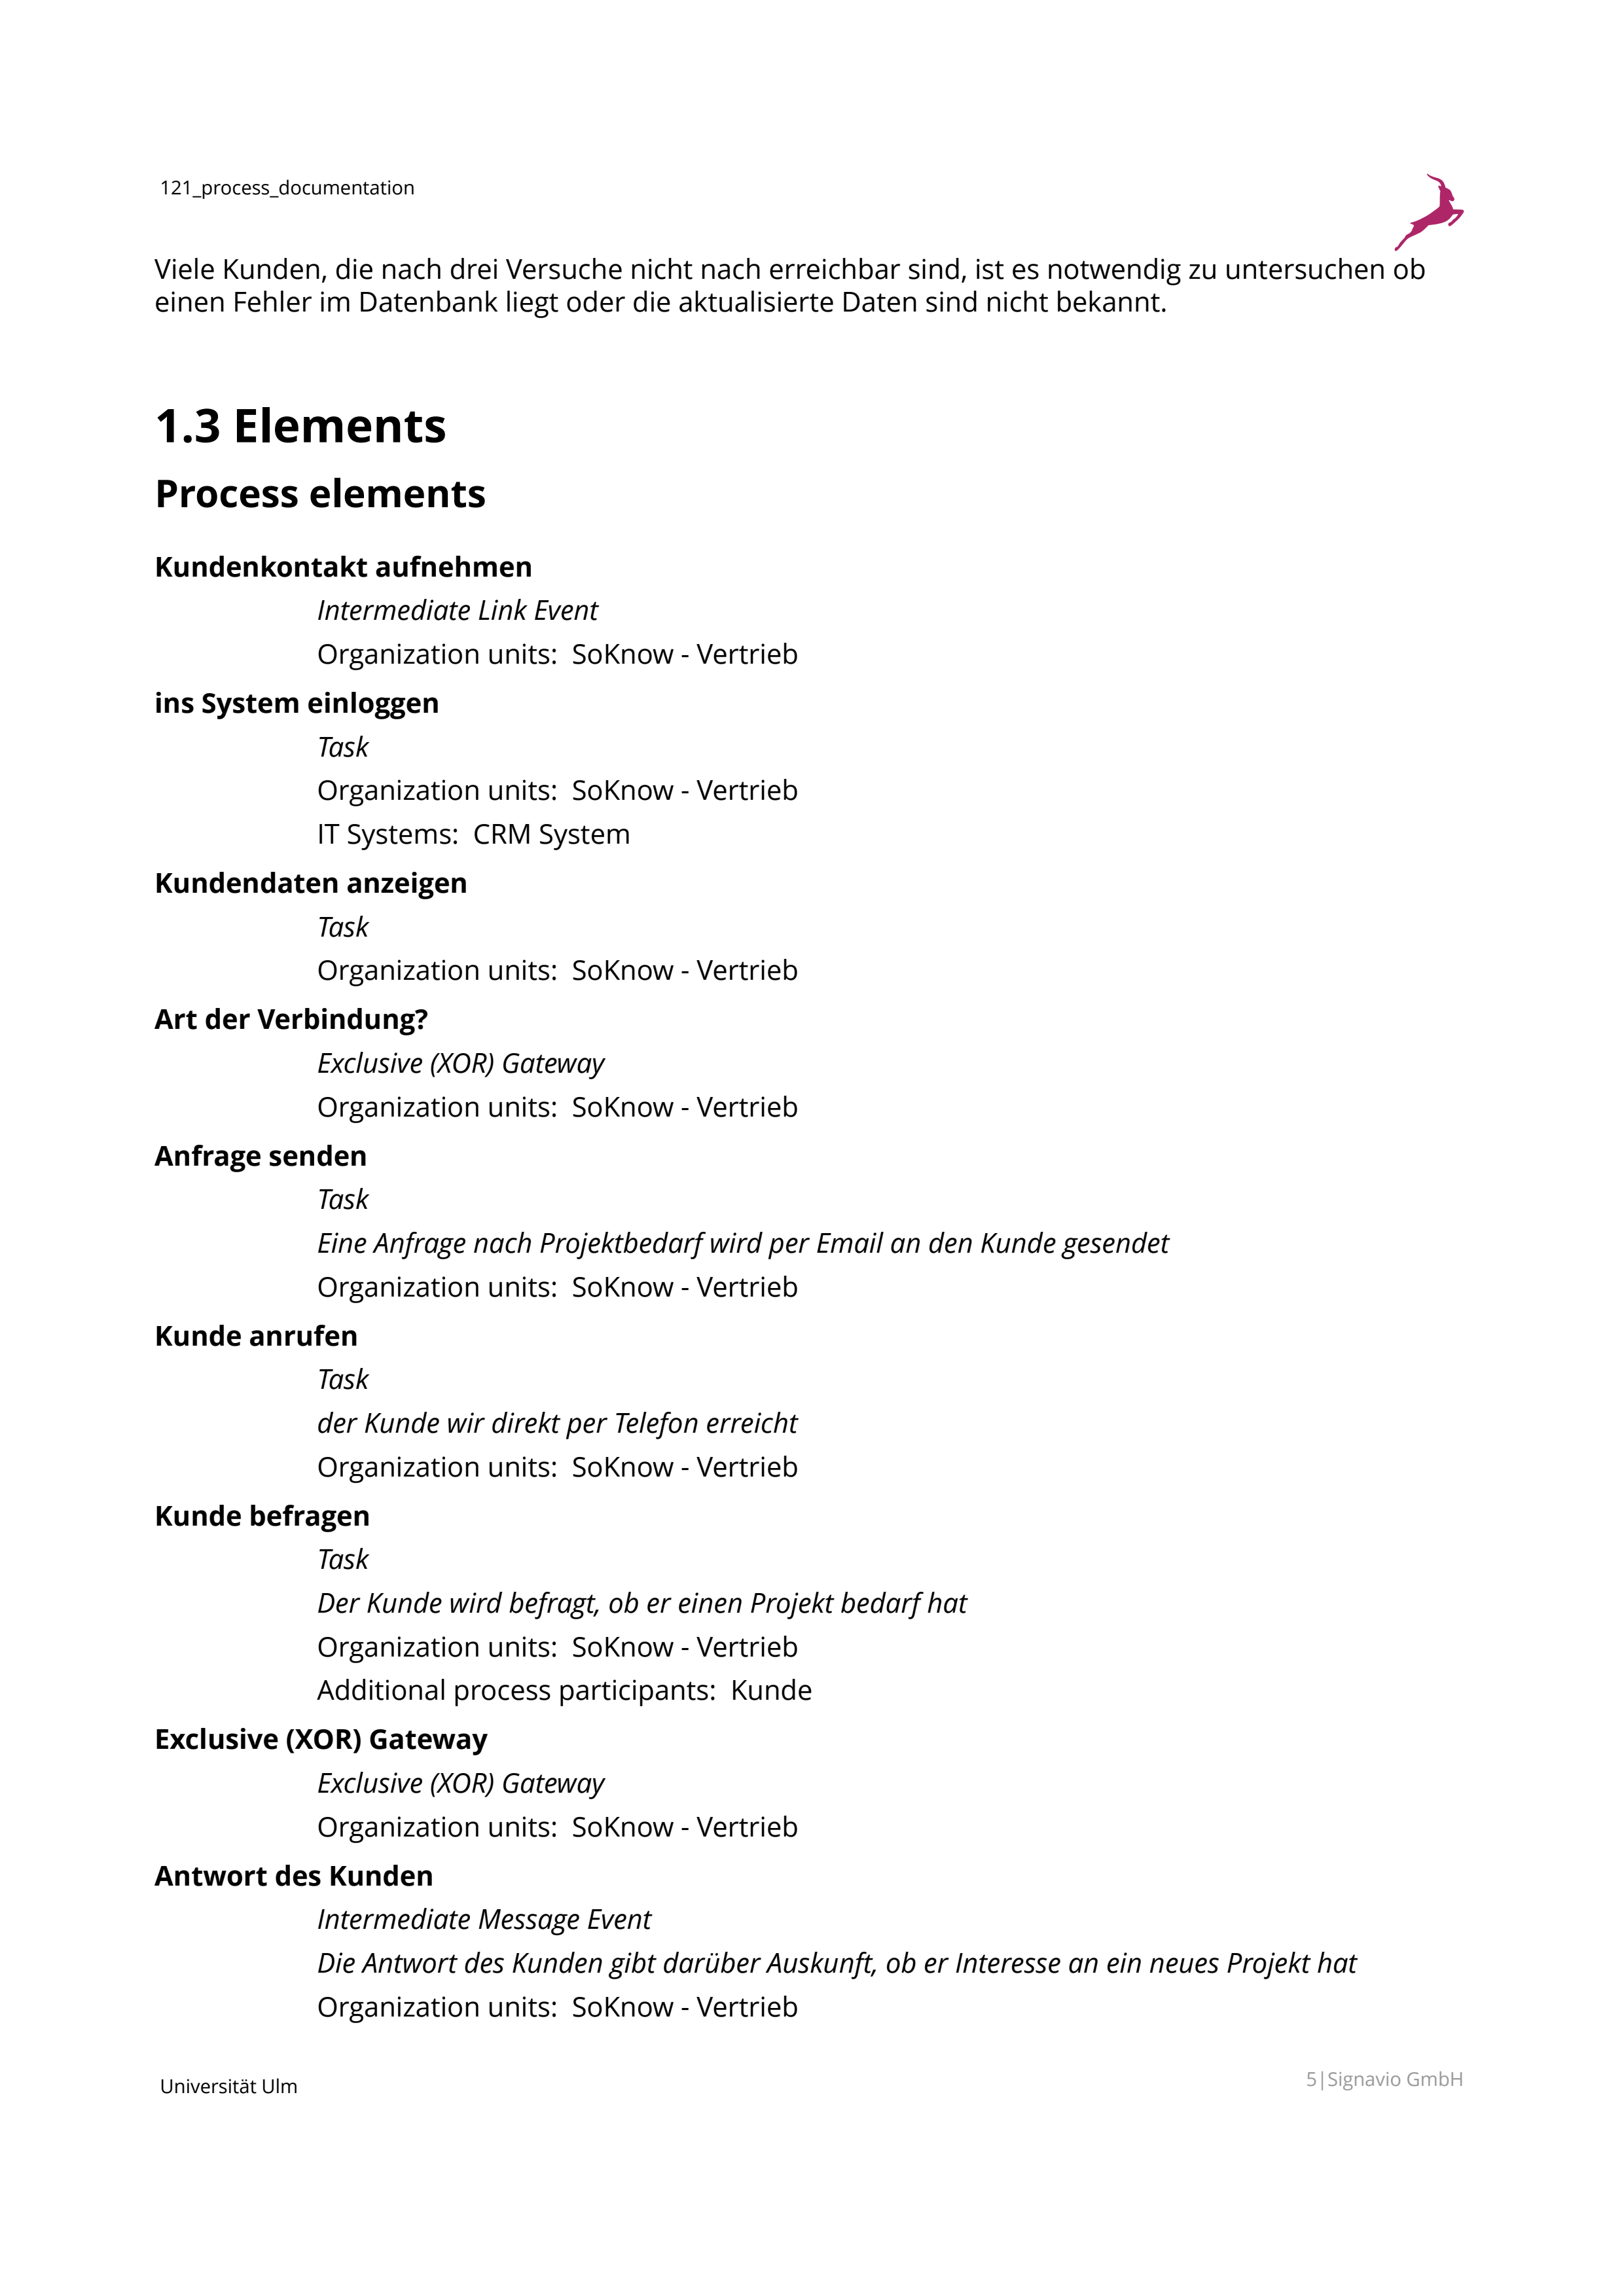 121_process_documentation
Viele Kunden, die nach drei Versuche nicht nach erreichbar sind, ist es notwendig zu untersuchen ob
einen Fehler im Datenbank liegt oder die aktualisierte Daten sind nicht bekannt.
1.3 Elements
Process elements
Kundenkontakt aufnehmen
Intermediate Link Event
Organization units:  SoKnow - Vertrieb
ins System einloggen
Task
Organization units:  SoKnow - Vertrieb
IT Systems:  CRM System
Kundendaten anzeigen
Task
Organization units:  SoKnow - Vertrieb
Art der Verbindung?
Exclusive (XOR) Gateway
Organization units:  SoKnow - Vertrieb
Anfrage senden
Task
Eine Anfrage nach Projektbedarf wird per Email an den Kunde gesendet
Organization units:  SoKnow - Vertrieb
Kunde anrufen
Task
der Kunde wir direkt per Telefon erreicht
Organization units:  SoKnow - Vertrieb
Kunde befragen
Task
Der Kunde wird befragt, ob er einen Projekt bedarf hat
Organization units:  SoKnow - Vertrieb
Additional process participants:  Kunde
Exclusive (XOR) Gateway
Exclusive (XOR) Gateway
Organization units:  SoKnow - Vertrieb
Antwort des Kunden
Intermediate Message Event
Die Antwort des Kunden gibt darüber Auskunft, ob er Interesse an ein neues Projekt hat
Organization units:  SoKnow - Vertrieb
Universität Ulm
5|Signavio GmbH